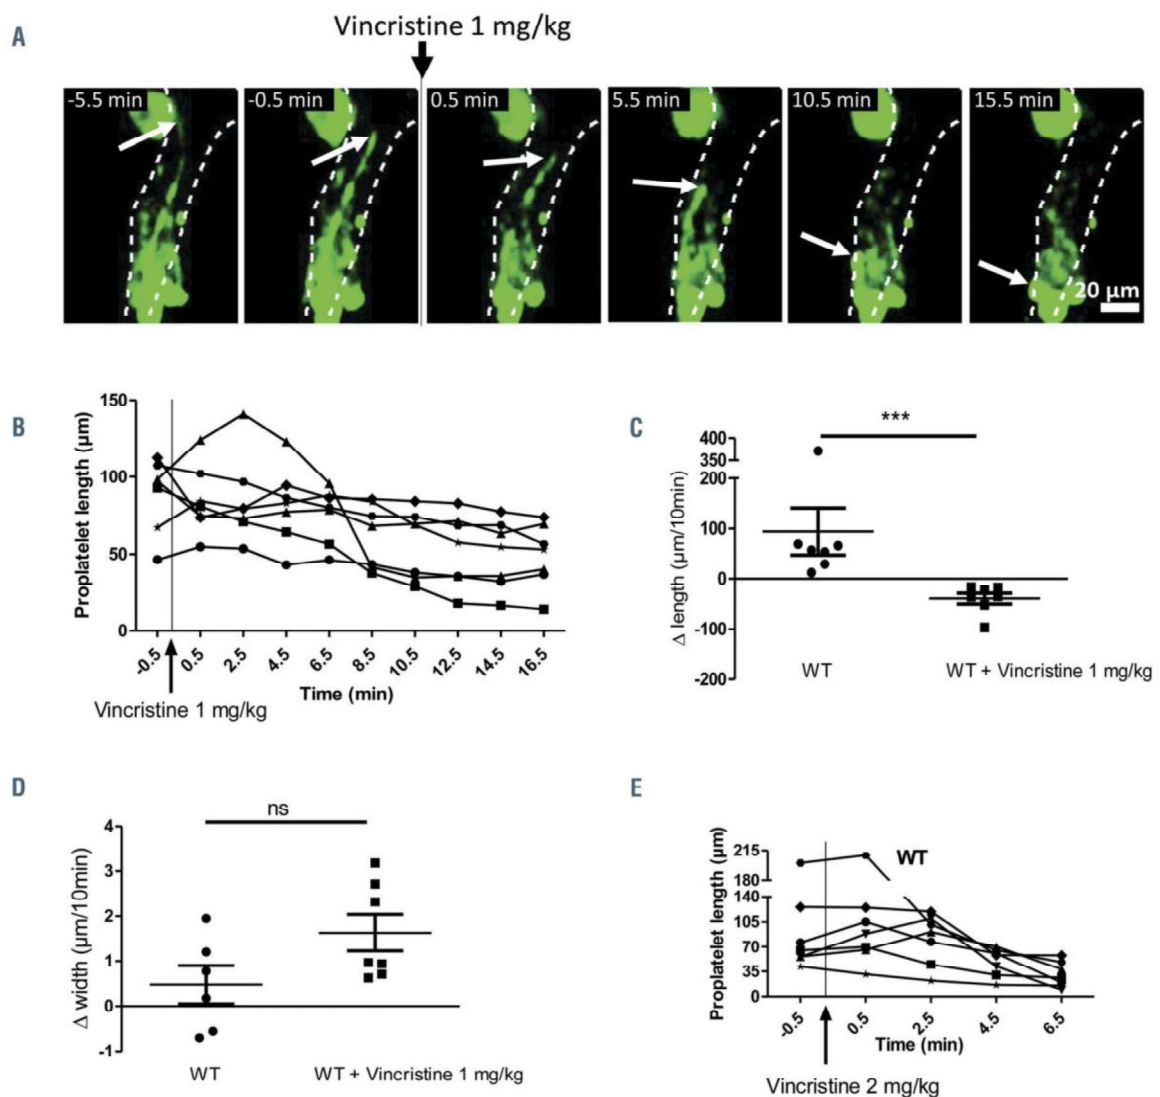 A
Vincristine 1 mg/kg
-5.5 min
-0.5 min
0.5 min
5.5 min
10.5 min
15.5 min
20 µm
B
Proplatelet length (µm)
150
100
50
0
-0.5
0.5
2.5
4.5
6.5
8.5
10.5
12.5
14.5
16.5
Time (min)
Vincristine 1 mg/kg
C
Δ length (µm/10min)
400
350
200
100
0
-100
-200
***
WT
WT + Vincristine 1 mg/kg
D
Δ width (µm/10min)
4
3
2
1
0
-1
ns
WT
WT + Vincristine 1 mg/kg
E
Proplatelet length (µm)
215
180
140
105
70
35
0
WT
-0.5
0.5
2.5
4.5
6.5
Time (min)
Vincristine 2 mg/kg